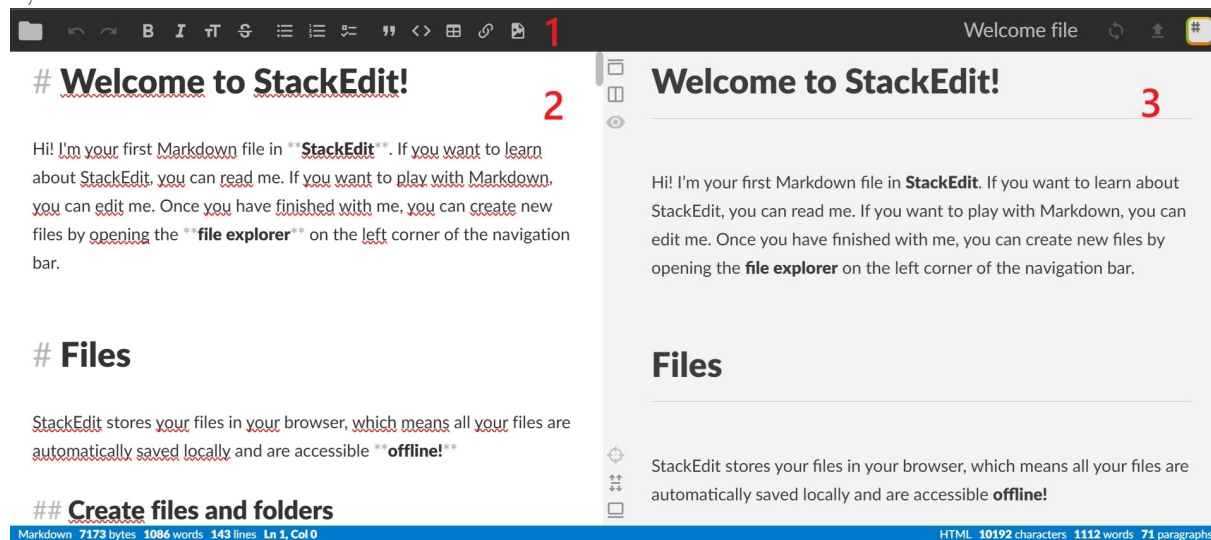 B I тT S 1 Welcome file #
# Welcome to StackEdit!
2
Hi! I'm your first Markdown file in **StackEdit**. If you want to learn
about StackEdit, you can read me. If you want to play with Markdown,
you can edit me. Once you have finished with me, you can create new
files by opening the **file explorer** on the left corner of the navigation
bar.
# Files
StackEdit stores your files in your browser, which means all your files are
automatically saved locally and are accessible **offline!**
## Create files and folders
Welcome to StackEdit!
3
Hi! I’m your first Markdown file in StackEdit. If you want to learn about
StackEdit, you can read me. If you want to play with Markdown, you can
edit me. Once you have finished with me, you can create new files by
opening the file explorer on the left corner of the navigation bar.
Files
StackEdit stores your files in your browser, which means all your files are
automatically saved locally and are accessible offline!
Markdown 7173 bytes 1086 words 143 lines Ln 1, Col 0
HTML 10192 characters 1112 words 71 paragraphs